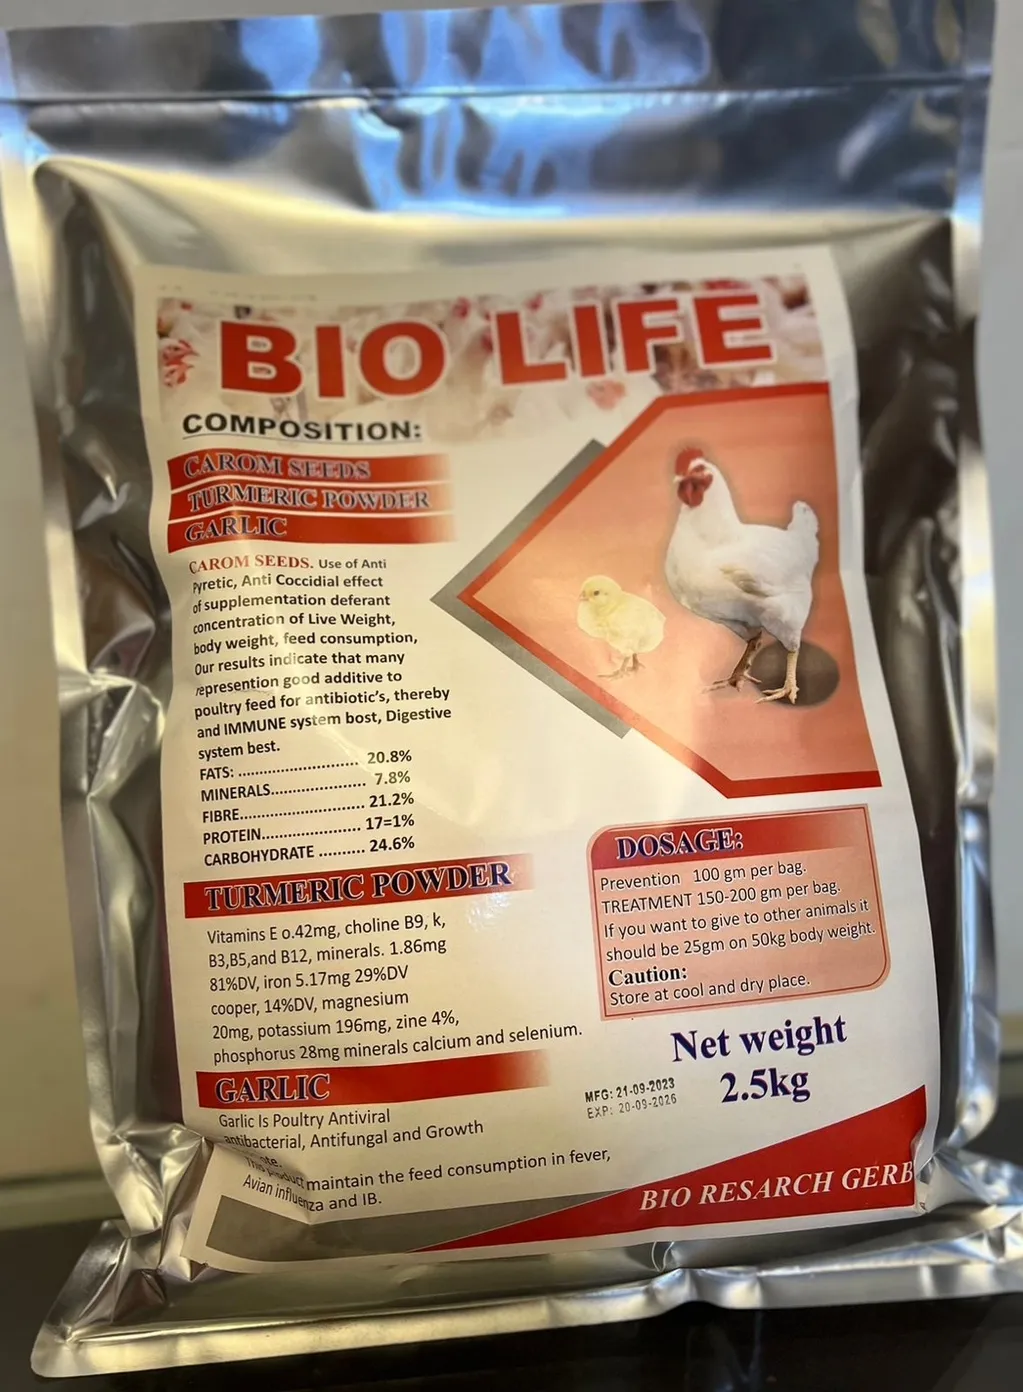 BIO LIFE
COMPOSITION:
CAROM SEEDS
TURMERIC POWDER
GARLIC
CAROM SEEDS. Use of Anti
Pyretic, Anti Coccidial effect
of supplementation deferant
concentration of Live Weight,
body weight, feed consumption,
Our results indicate that many
represention good additive to
poultry feed for antibiotic's, thereby
and IMMUNE system bost, Digestive
system best.
FATS: ............................ 20.8%
MINERALS...................... 7.8%
FIBRE............................. 21.2%
PROTEIN....................... 17=1%
CARBOHYDRATE .......... 24.6%
TURMERIC POWDER
Vitamins E o.42mg, choline B9, k,
B3,B5,and B12, minerals. 1.86mg
81%DV, iron 5.17mg 29%DV
cooper, 14%DV, magnesium
20mg, potassium 196mg, zine 4%,
phosphorus 28mg minerals calcium and selenium.
GARLIC
Garlic Is Poultry Antiviral
antibacterial, Antifungal and Growth
This product maintain the feed consumption in fever,
Avian influenza and IB.
DOSAGE:
Prevention 100 gm per bag.
TREATMENT 150-200 gm per bag.
If you want to give to other animals it
should be 25gm on 50kg body weight.
Caution:
Store at cool and dry place.
Net weight
2.5kg
MFG: 21-09-2023
EXP: 20-09-2026
BIO RESARCH GERB